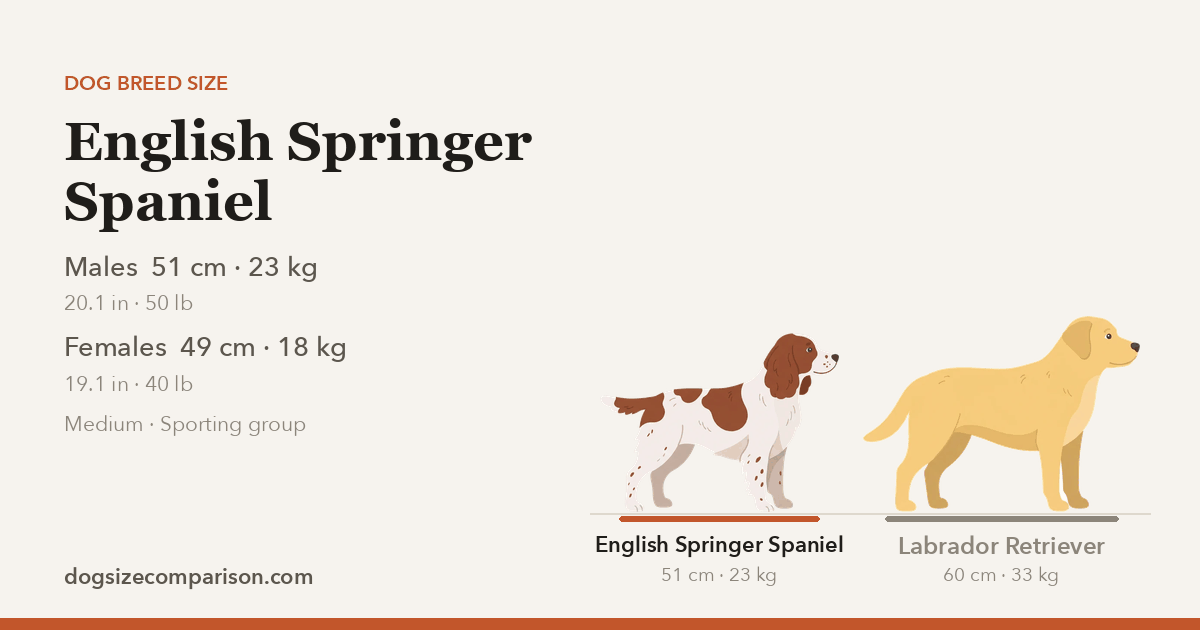 DOG BREED SIZE
English Springer
Spaniel
Males 51 cm · 23 kg
20.1 in · 50 lb
Females 49 cm · 18 kg
19.1 in · 40 lb
Medium · Sporting group
English Springer Spaniel
51 cm · 23 kg
Labrador Retriever
60 cm · 33 kg
dogsizecomparison.com